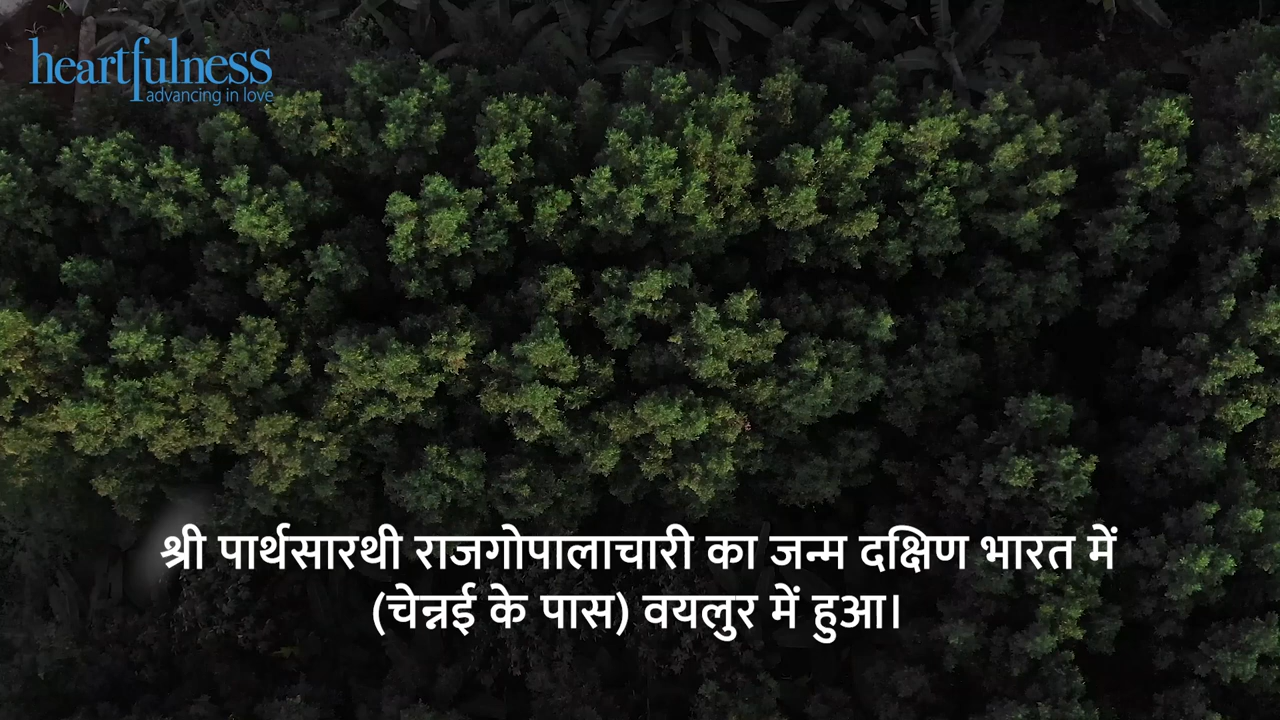 heartfulness
advancing in love
श्री पार्थसारथी राजगोपालाचारी का जन्म दक्षिण भारत में
(चेन्नई के पास) वयलुर में हुआ।